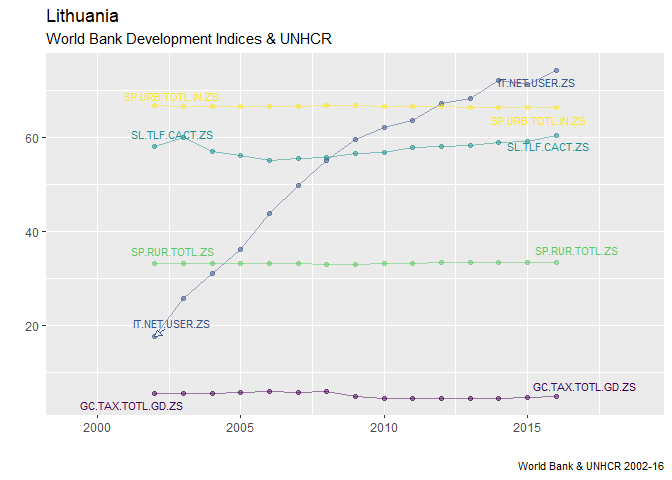 Lithuania
World Bank Development Indices & UNHCR
IT.NET.USER.ZS
SP.URB.TOTL.IN.ZS
SP.URB.TOTL.IN.ZS
60
SL.TLF.CACT.ZS
SL.TLF.CACT.ZS
40
SP.RUR.TOTL.ZS
SP.RUR.TOTL.ZS
20
IT.NET.USER.ZS
GC.TAX.TOTL.GD.ZS
GC.TAX.TOTL.GD.ZS
2000
2005
2010
2015
World Bank & UNHCR 2002-16